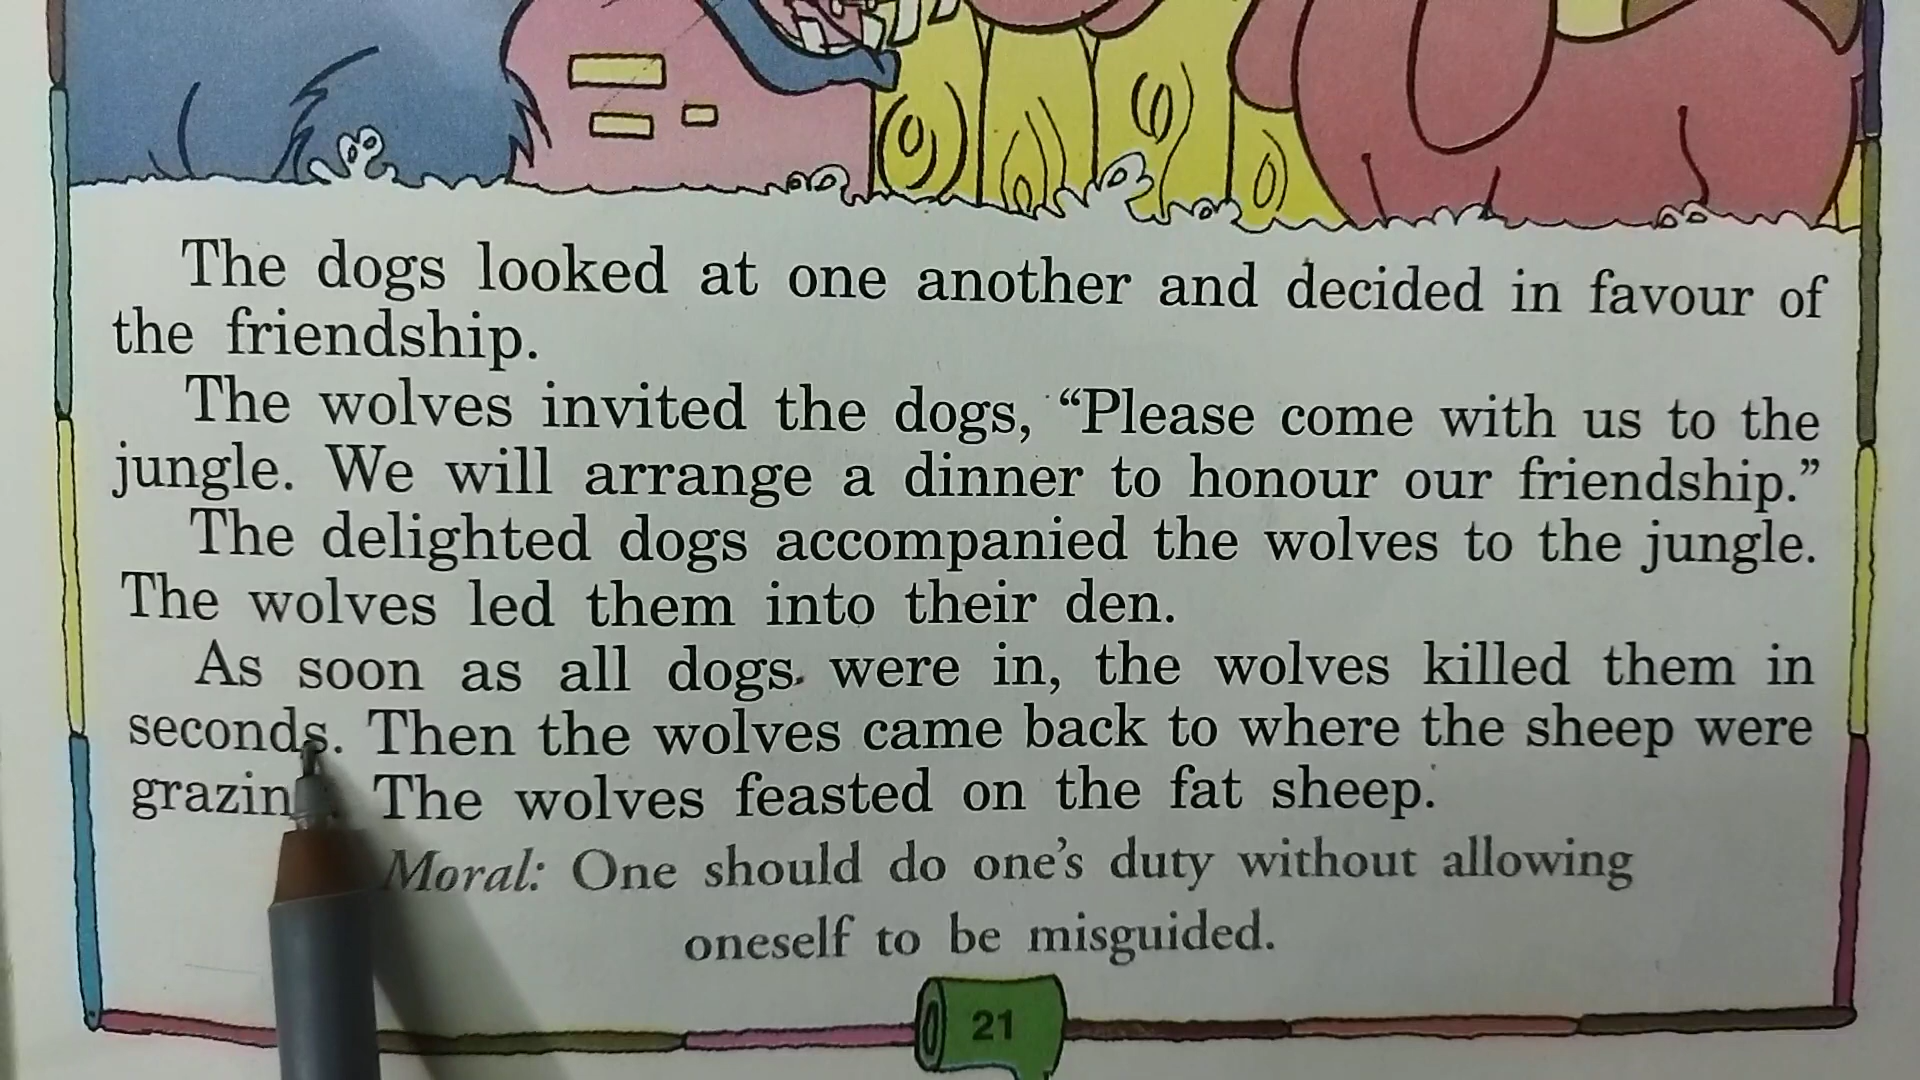 The dogs looked at one another and decided in favour of
the friendship.
The wolves invited the dogs, “Please come with us to the
jungle. We will arrange a dinner to honour our friendship.”
The delighted dogs accompanied the wolves to the jungle.
The wolves led them into their den.
As soon as all dogs were in, the wolves killed them in
seconds. Then the wolves came back to where the sheep were
grazin The wolves feasted on the fat sheep.
Moral: One should do one’s duty without allowing
oneself to be misguided.
21